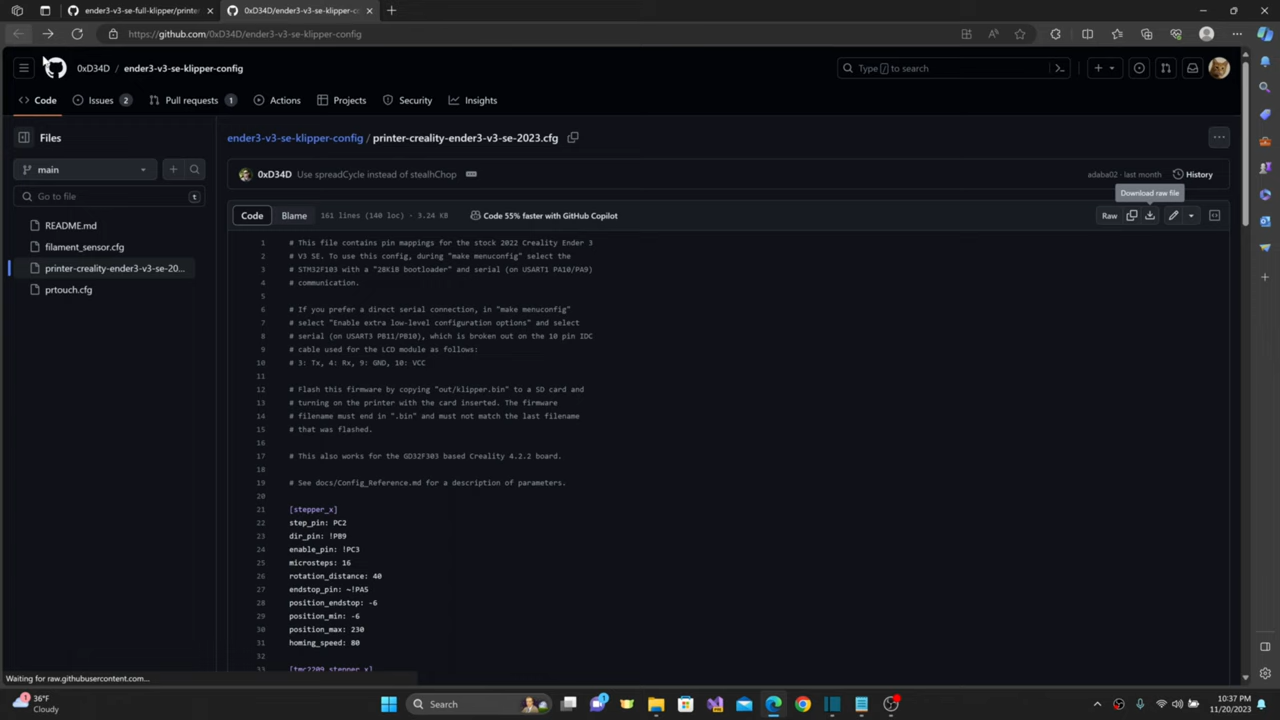 ender3-v3-se-full-klipper/printe
0xD34D/ender3-v3-se-klipper-c
https://github.com/0xD34D/ender3-v3-se-klipper-config
0xD34D / ender3-v3-se-klipper-config
Type / to search
Code
Issues 2
Pull requests 1
Actions
Projects
Security
Insights
Files
ender3-v3-se-klipper-config / printer-creality-ender3-v3-se-2023.cfg
main
0xD34D Use spreadCycle instead of stealhChop
adaba02 · last month
History
Go to file
t
Download raw file
README.md
filament_sensor.cfg
printer-creality-ender3-v3-se-20...
prtouch.cfg
Code
Blame
161 lines (140 loc) · 3.24 KB
Code 55% faster with GitHub Copilot
Raw
1 # This file contains pin mappings for the stock 2022 Creality Ender 3
2 # V3 SE. To use this config, during "make menuconfig" select the
3 # STM32F103 with a "28KiB bootloader" and serial (on USART1 PA10/PA9)
4 # communication.
5
6 # If you prefer a direct serial connection, in "make menuconfig"
7 # select "Enable extra low-level configuration options" and select
8 # serial (on USART3 PB11/PB10), which is broken out on the 10 pin IDC
9 # cable used for the LCD module as follows:
10 # 3: Tx, 4: Rx, 9: GND, 10: VCC
11
12 # Flash this firmware by copying "out/klipper.bin" to a SD card and
13 # turning on the printer with the card inserted. The firmware
14 # filename must end in ".bin" and must not match the last filename
15 # that was flashed.
16
17 # This also works for the GD32F303 based Creality 4.2.2 board.
18
19 # See docs/Config_Reference.md for a description of parameters.
20
21 [stepper_x]
22 step_pin: PC2
23 dir_pin: !PB9
24 enable_pin: !PC3
25 microsteps: 16
26 rotation_distance: 40
27 endstop_pin: ~!PA5
28 position_endstop: -6
29 position_min: -6
30 position_max: 230
31 homing_speed: 80
32
33 [tmc2209 stepper_x]
Waiting for raw.githubusercontent.com...
1
36°F
Cloudy
Search
10:37 PM
11/20/2023